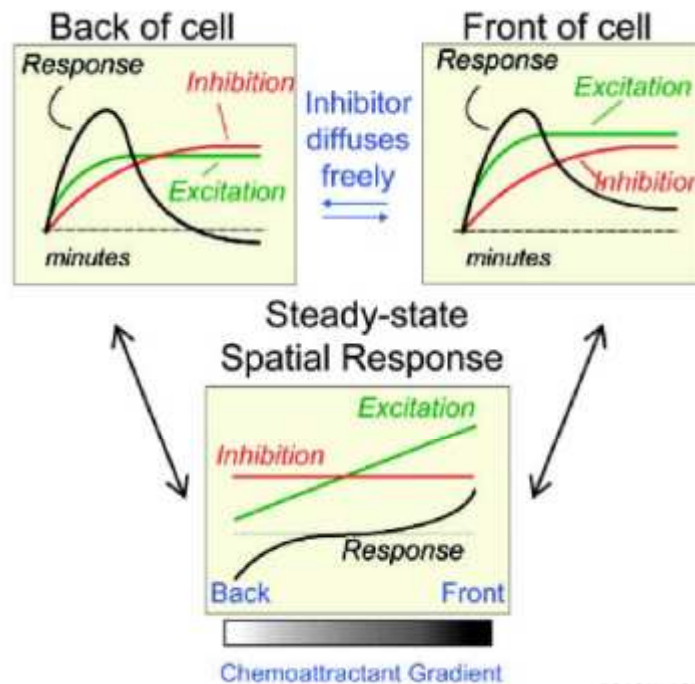 Back of cell
Response
Inhibition
Excitation
minutes
Inhibitor
diffuses
freely
Front of cell
Response
Excitation
Inhibition
minutes
Steady-state
Spatial Response
Excitation
Inhibition
Response
Back
Front
Chemoattractant Gradient